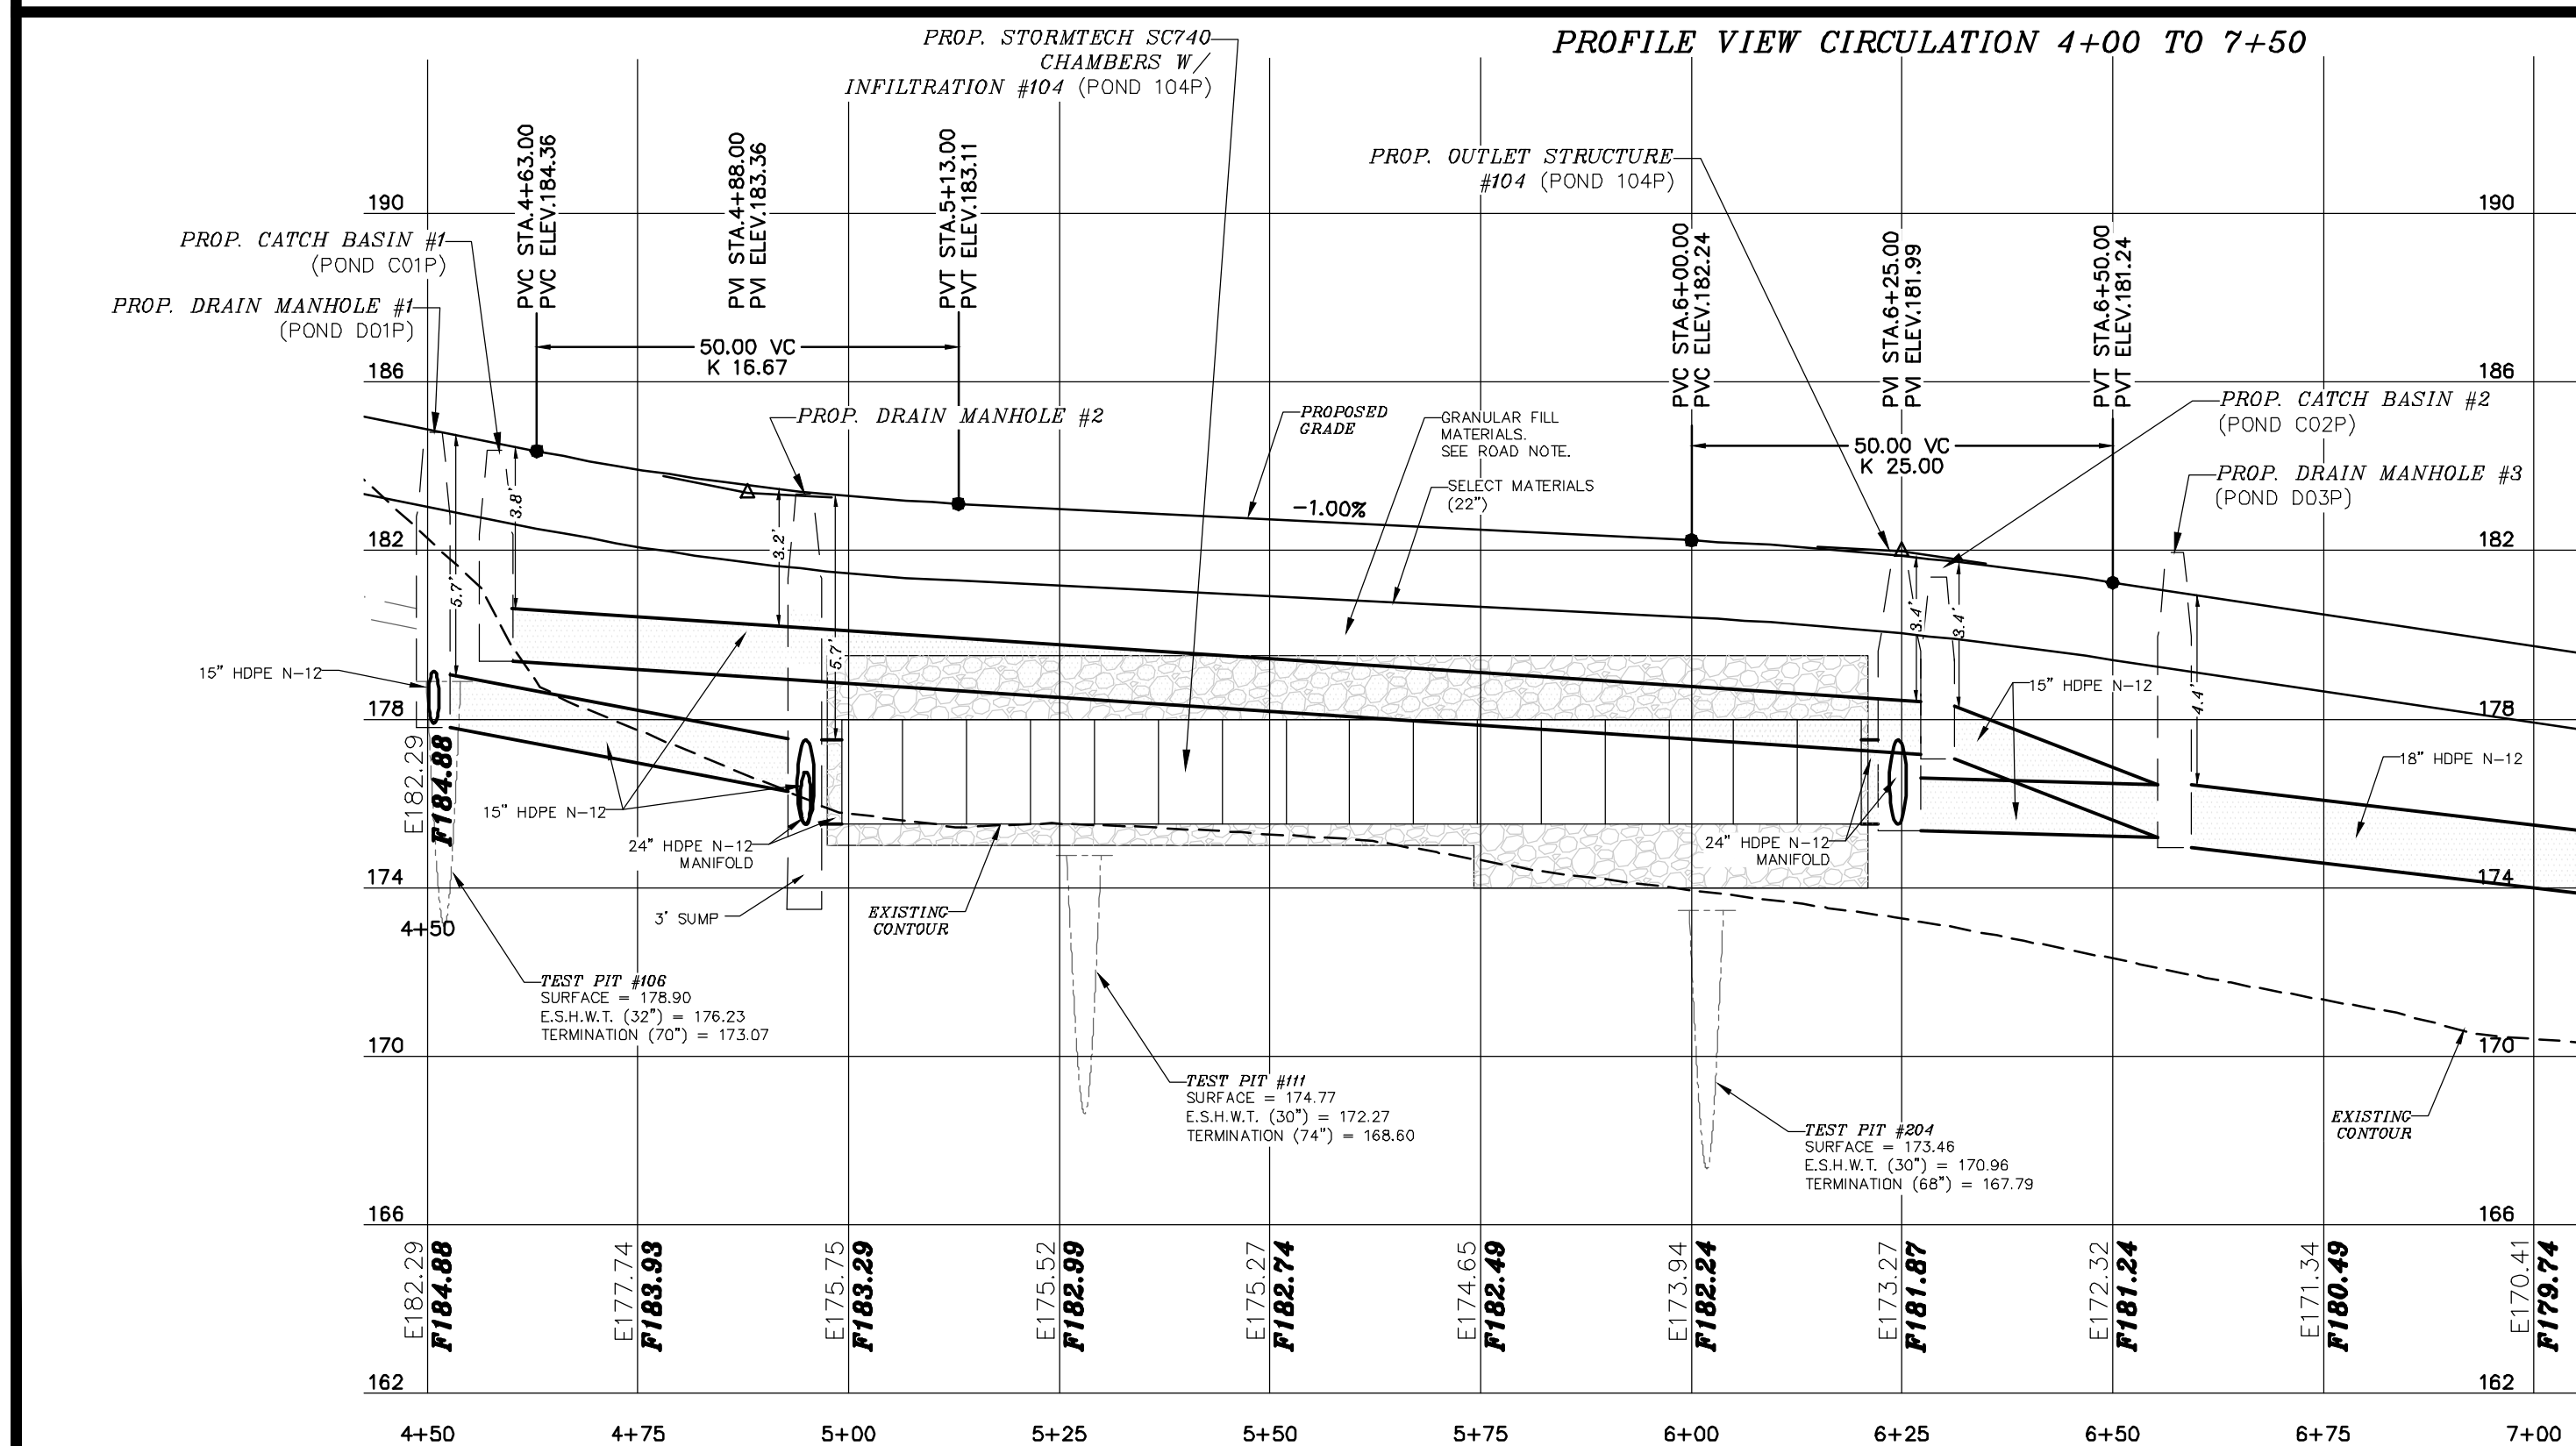 PROFILE VIEW CIRCULATION 4+00 TO 7+50
PROP. STORMTECH SC740
CHAMBERS W/
INFILTRATION #104 (POND 104P)
PROP. OUTLET STRUCTURE
#104 (POND 104P)
PROP. CATCH BASIN #1
(POND C01P)
PROP. DRAIN MANHOLE #1
(POND D01P)
PVC STA.4+63.00
PVC ELEV.184.36
PVI STA.4+88.00
PVI ELEV.183.36
PVT STA.5+13.00
PVT ELEV.183.11
50.00 VC
K 16.67
PVC STA.6+00.00
PVC ELEV.182.24
PVI STA.6+25.00
PVI ELEV.181.99
PVT STA.6+50.00
PVT ELEV.181.24
50.00 VC
K 25.00
190
190
186
186
PROP. DRAIN MANHOLE #2
PROPOSED
GRADE
GRANULAR FILL
MATERIALS.
SEE ROAD NOTE.
SELECT MATERIALS
(22")
-1.00%
PROP. CATCH BASIN #2
(POND C02P)
PROP. DRAIN MANHOLE #3
(POND D03P)
182
182
5.7'
3.8'
3.2'
5.7'
3.4'
3.4'
4.4'
15" HDPE N-12
178
178
15" HDPE N-12
18" HDPE N-12
E182.29
F184.88
15" HDPE N-12
24" HDPE N-12
MANIFOLD
24" HDPE N-12
MANIFOLD
174
174
3' SUMP
EXISTING
CONTOUR
4+50
TEST PIT #106
SURFACE = 178.90
E.S.H.W.T. (32") = 176.23
TERMINATION (70") = 173.07
170
170
TEST PIT #111
SURFACE = 174.77
E.S.H.W.T. (30") = 172.27
TERMINATION (74") = 168.60
TEST PIT #204
SURFACE = 173.46
E.S.H.W.T. (30") = 170.96
TERMINATION (68") = 167.79
EXISTING
CONTOUR
166
166
E182.29
F184.88
E177.74
F183.93
E175.75
F183.29
E175.52
F182.99
E175.27
F182.74
E174.65
F182.49
E173.94
F182.24
E173.27
F181.87
E172.32
F181.24
E171.34
F180.49
E170.41
F179.74
162
162
4+50
4+75
5+00
5+25
5+50
5+75
6+00
6+25
6+50
6+75
7+00